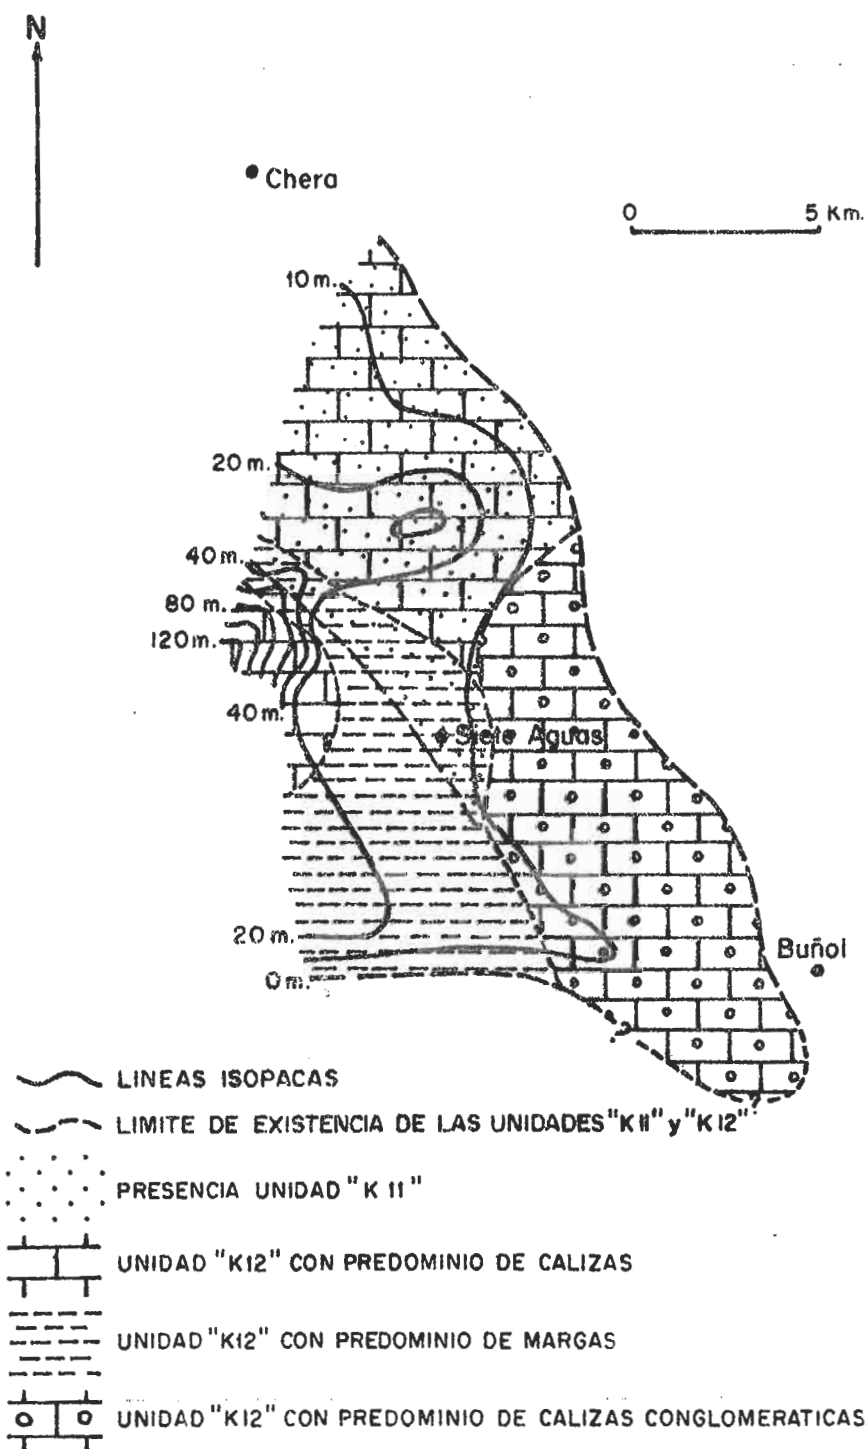 N
Chera
0 5 Km.
10 m.
20 m.
40 m.
80 m.
120 m.
40 m.
Siete Aguas
20 m.
Buñol
0 m.
?
?
LINEAS ISOPACAS
LIMITE DE EXISTENCIA DE LAS UNIDADES "K11" y "K12"
PRESENCIA UNIDAD "K 11"
UNIDAD "K12" CON PREDOMINIO DE CALIZAS
UNIDAD "K12" CON PREDOMINIO DE MARGAS
UNIDAD "K12" CON PREDOMINIO DE CALIZAS CONGLOMERATICAS